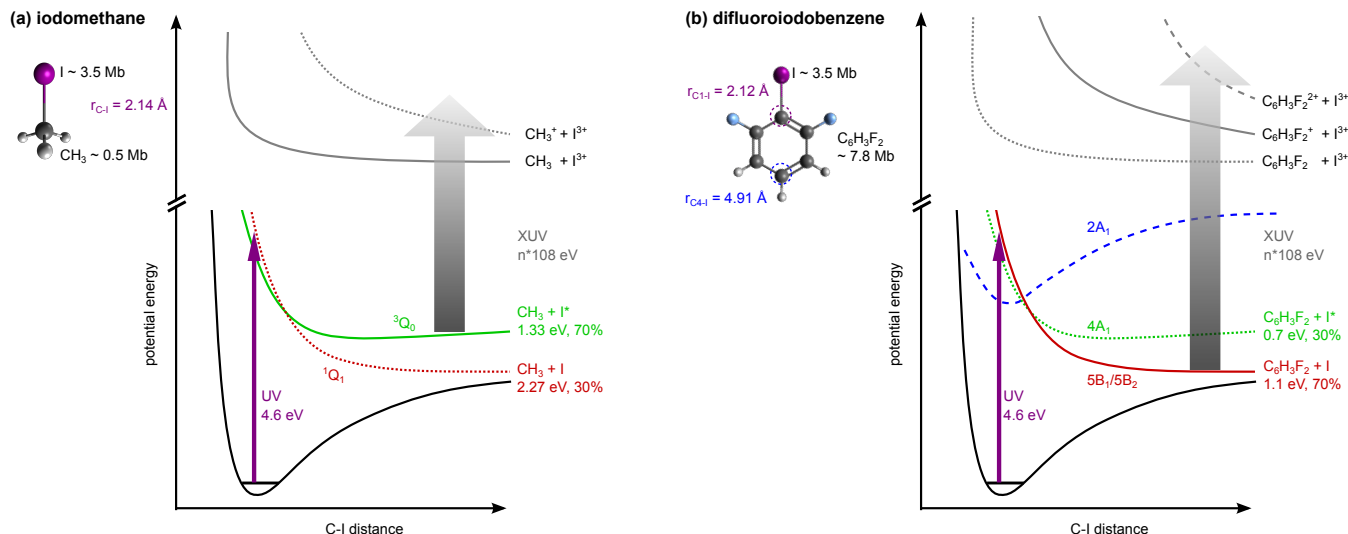 (a) iodomethane
I ~ 3.5 Mb
r_C-I = 2.14 Å
CH₃ ~ 0.5 Mb
potential energy
CH₃⁺ + I³⁺
CH₃ + I³⁺
XUV
n*108 eV
³Q₀
CH₃ + I*
1.33 eV, 70%
¹Q₁
CH₃ + I
2.27 eV, 30%
UV
4.6 eV
C-I distance
(b) difluoroiodobenzene
I ~ 3.5 Mb
r_C1-I = 2.12 Å
C₆H₃F₂
~ 7.8 Mb
r_C4-I = 4.91 Å
potential energy
C₆H₃F₂²⁺ + I³⁺
C₆H₃F₂⁺ + I³⁺
C₆H₃F₂ + I³⁺
2A₁
XUV
n*108 eV
4A₁
C₆H₃F₂ + I*
0.7 eV, 30%
5B₁/5B₂
C₆H₃F₂ + I
1.1 eV, 70%
UV
4.6 eV
C-I distance